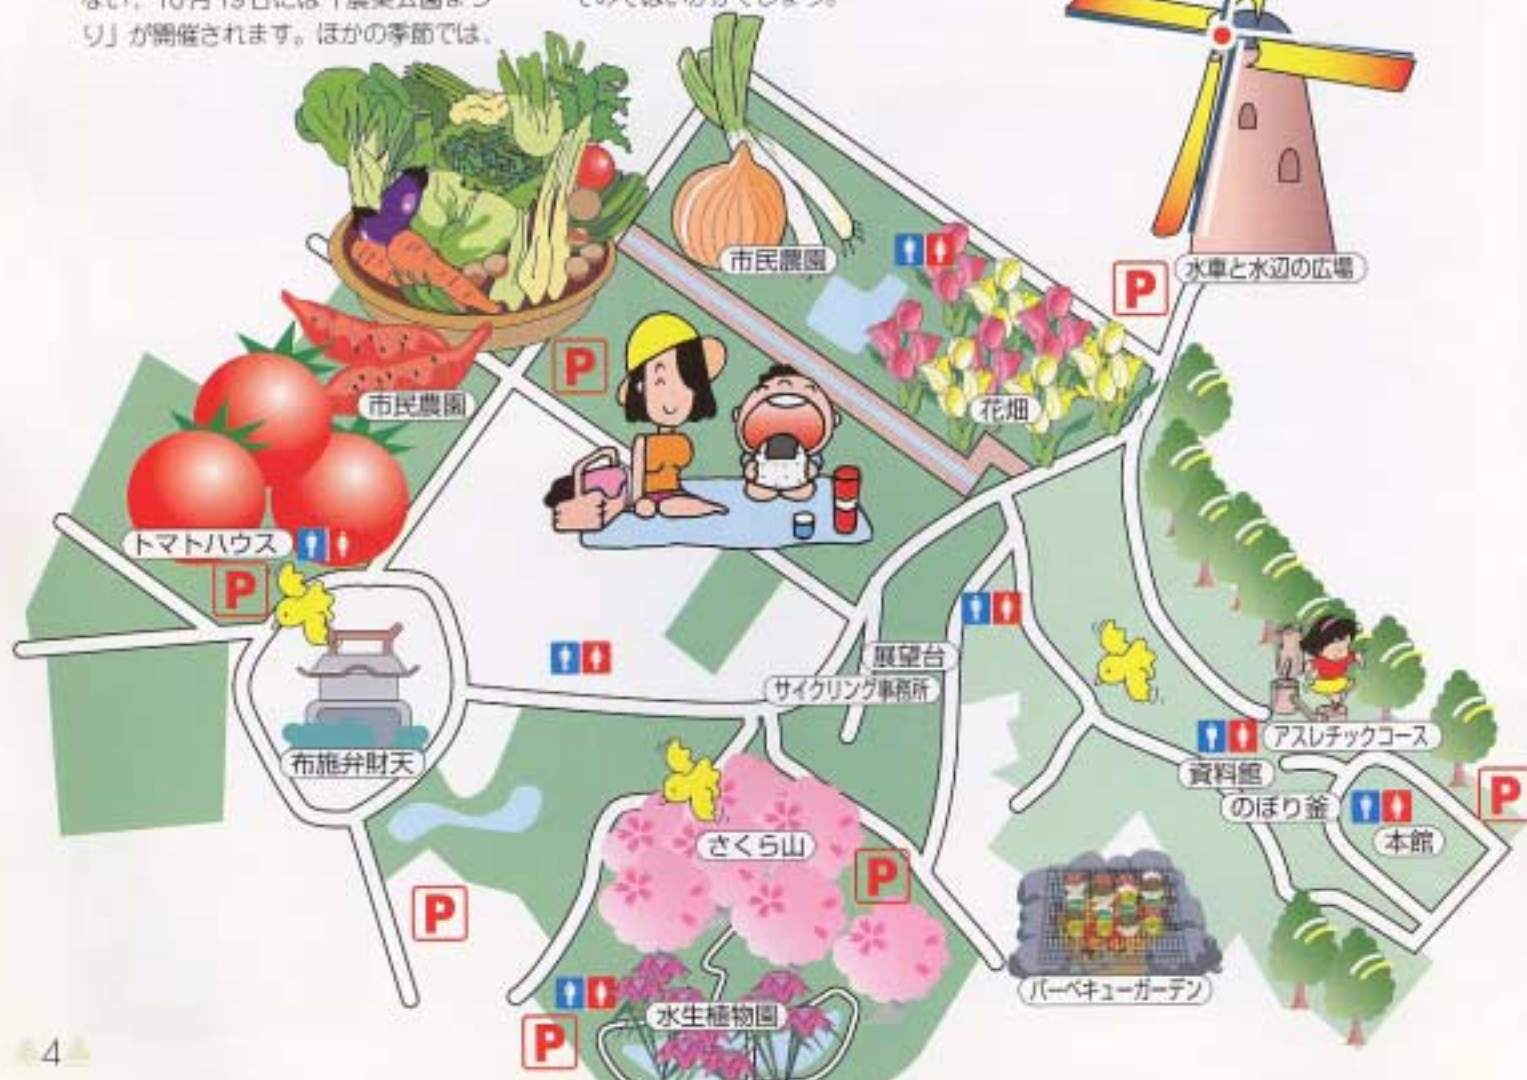 り」が開催されます。ほかの季節では、
市民農園
水車と水辺の広場
P
P
市民農園
花畑
トマトハウス
P
展望台
サイクリング事務所
布施弁財天
アスレチックコース
資料館
のぼり釜
P
本館
さくら山
P
P
バーベキューガーデン
水生植物園
P
4